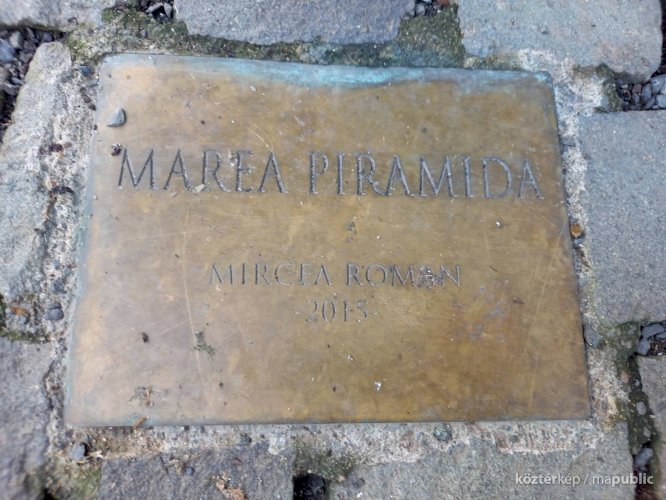 MAREA PIRAMIDA
MIRCEA ROMAN
-2015-
köztérkép / mapublic